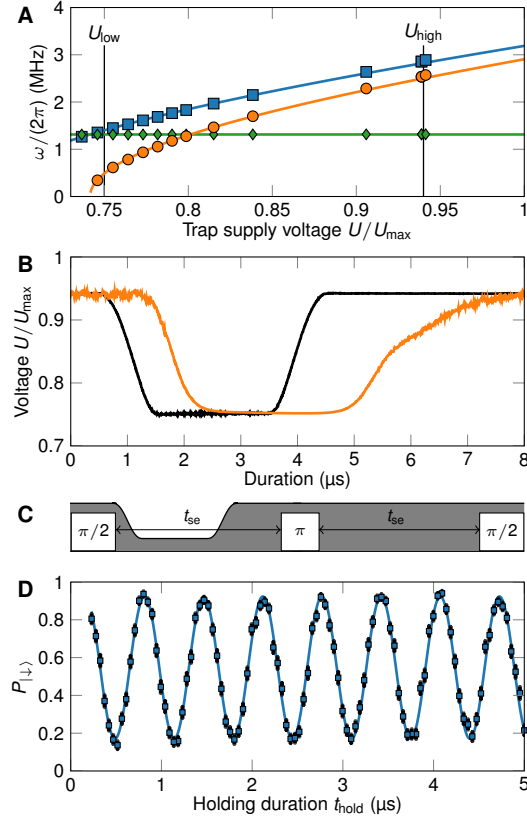 A
U_low
U_high
4
3
2
1
0
ω/(2π) (MHz)
0.75
0.8
0.85
0.9
0.95
1
Trap supply voltage U/U_max
B
1
0.9
0.8
0.7
Voltage U/U_max
0
1
2
3
4
5
6
7
8
Duration (μs)
C
π/2
t_se
π
t_se
π/2
D
1
0.8
0.6
0.4
0.2
0
P_|↓⟩
0
1
2
3
4
5
Holding duration t_hold (μs)